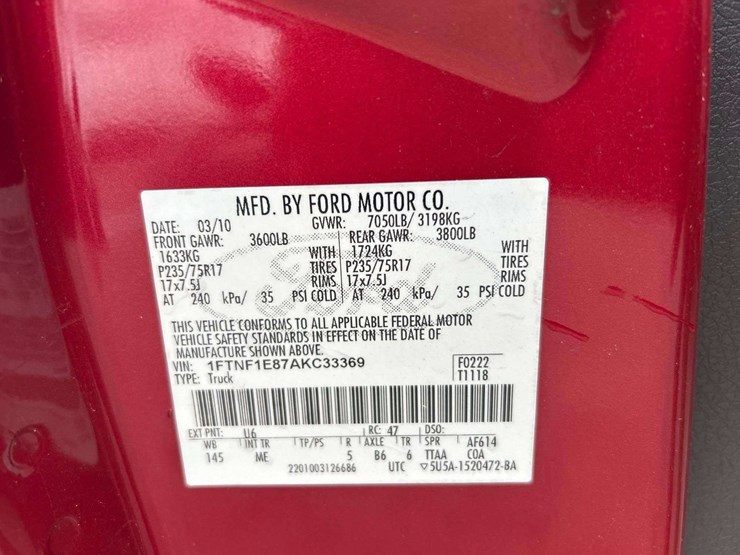 MFD. BY FORD MOTOR CO.
DATE: 03/10 GVWR: 7050LB/ 3198KG
FRONT GAWR: 3600LB REAR GAWR: 3800LB
1633KG WITH 1724KG WITH
P235/75R17 TIRES P235/75R17 TIRES
17x7.5J RIMS 17x7.5J RIMS
AT 240 kPa/ 35 PSI COLD AT 240 kPa/ 35 PSI COLD
Ford
THIS VEHICLE CONFORMS TO ALL APPLICABLE FEDERAL MOTOR
VEHICLE SAFETY STANDARDS IN EFFECT ON THE DATE OF
MANUFACTURE SHOWN ABOVE.
VIN: 1FTNF1E87AKC33369 F0222
TYPE: Truck T1118
EXT PNT: U6 RC: 47 DSO:
WB INT TR TP/PS R AXLE TR SPR AF614
145 ME 5 B6 6 TTAA COA
2201003126686 UTC ▽5U5A-1520472-BA